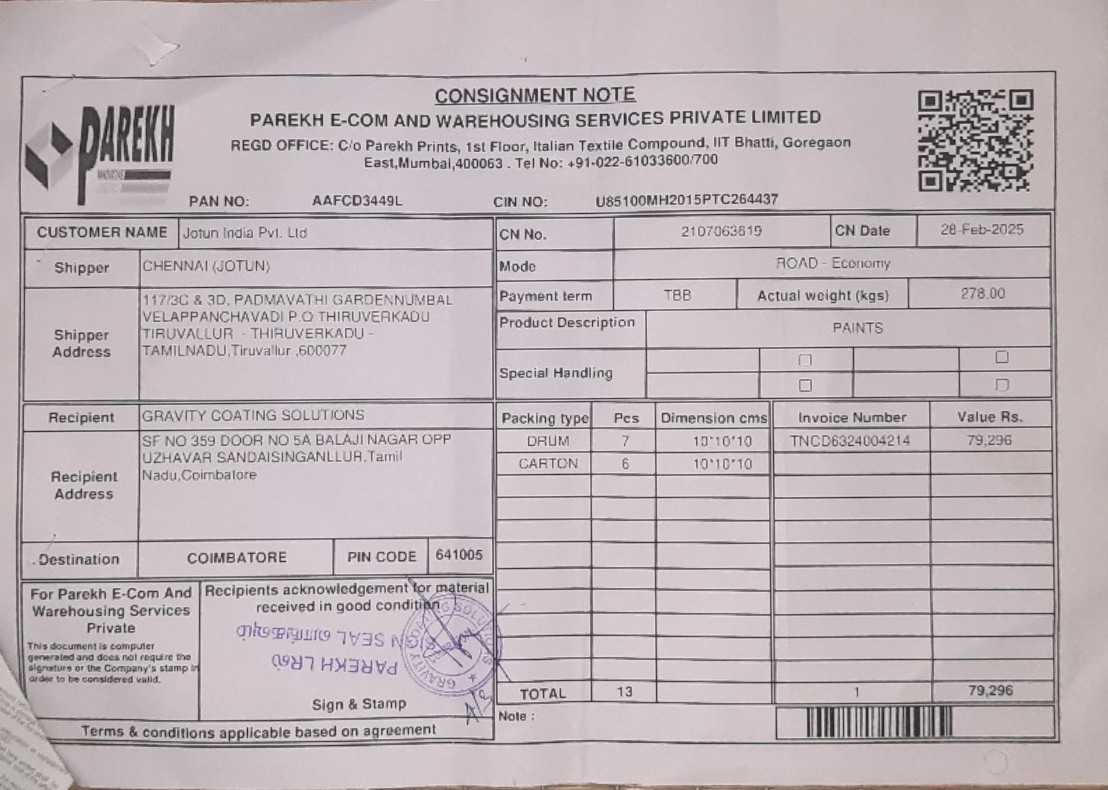 CONSIGNMENT NOTE
PAREKH
PAREKH E-COM AND WAREHOUSING SERVICES PRIVATE LIMITED
REGD OFFICE: C/o Parekh Prints, 1st Floor, Italian Textile Compound, IIT Bhatti, Goregaon
East,Mumbai,400063 . Tel No: +91-022-61033600/700
PAN NO: AAFCD3449L CIN NO: U85100MH2015PTC264437
CUSTOMER NAME Jotun India Pvt. Ltd
Shipper CHENNAI (JOTUN)
Shipper Address
117/3C & 3D, PADMAVATHI GARDENNUMBAL
VELAPPANCHAVADI P.O THIRUVERKADU
TIRUVALLUR - THIRUVERKADU -
TAMILNADU,Tiruvallur ,600077
CN No. 2107063619 CN Date 28-Feb-2025
Mode ROAD - Economy
Payment term TBB Actual weight (kgs) 278.00
Product Description PAINTS
Special Handling
Recipient GRAVITY COATING SOLUTIONS
Recipient Address
SF NO 359 DOOR NO 5A BALAJI NAGAR OPP
UZHAVAR SANDAISINGANLLUR,Tamil
Nadu,Coimbatore
Destination COIMBATORE PIN CODE 641005
Packing type Pcs Dimension cms Invoice Number Value Rs.
DRUM 7 10*10*10 TNCD6324004214 79,296
CARTON 6 10*10*10
TOTAL 13 1 79,296
Note :
For Parekh E-Com And
Warehousing Services
Private
This document is computer
generated and does not require the
signature or the Company's stamp in
order to be considered valid.
Recipients acknowledgement for material
received in good condition
PAREKH LR
SIGN SEAL
GRAVITY COATING SOLUTIONS
Sign & Stamp
Terms & conditions applicable based on agreement